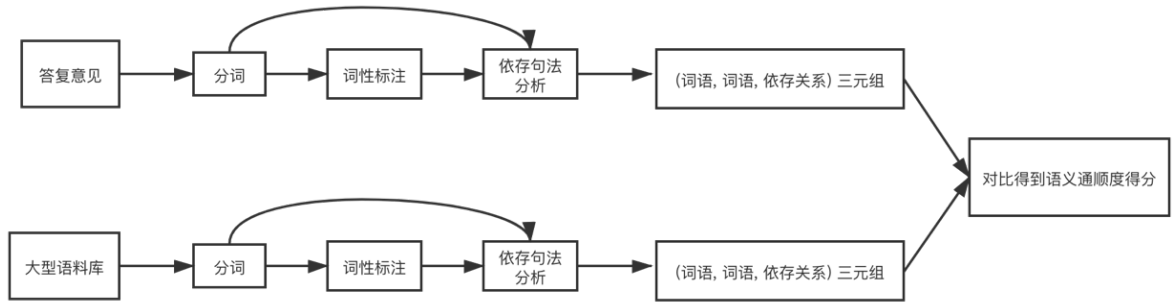 答复意见
分词
词性标注
依存句法
分析
(词语, 词语, 依存关系) 三元组
对比得到语义通顺度得分
大型语料库
分词
词性标注
依存句法
分析
(词语, 词语, 依存关系) 三元组